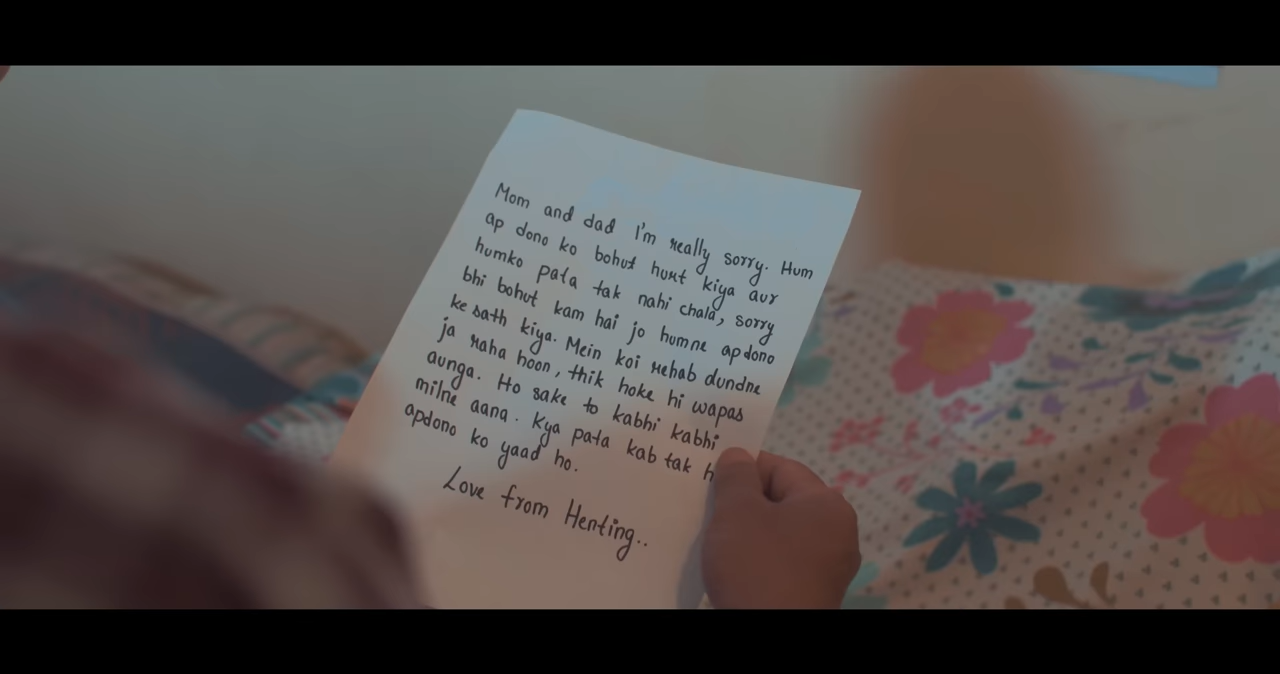 Mom and dad I'm really sorry. Hum
ap dono ko bohut hurt kiya aur
humko pata tak nahi chala, sorry
bhi bohut kam hai jo humne apdono
ke sath kiya. Mein koi rehab dundne
ja raha hoon, thik hoke hi wapas
aunga. Ho sake to kabhi kabhi
milne aana. Kya pata kab tak
apdono ko yaad ho.
Love from Henting..